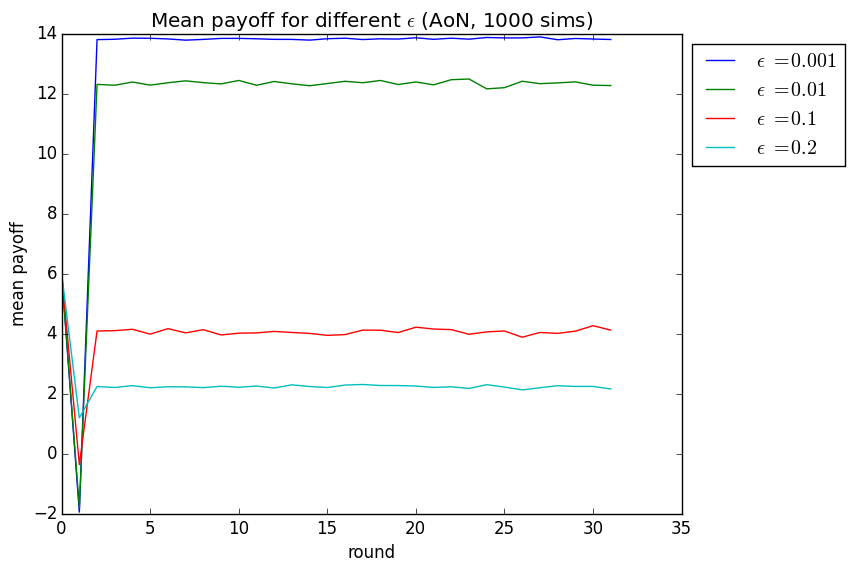 Mean payoff for different ϵ (AoN, 1000 sims)
14
12
10
8
6
4
2
0
−2
mean payoff
0 5 10 15 20 25 30 35
round
ϵ =0.001
ϵ =0.01
ϵ =0.1
ϵ =0.2